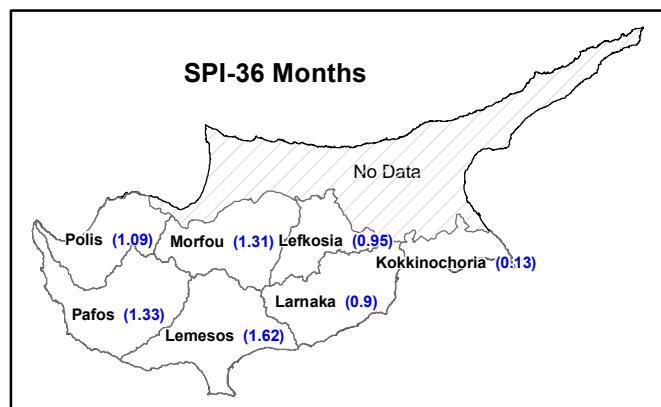 SPI-36 Months
No Data
Polis (1.09)
Morfou (1.31)
Lefkosia (0.95)
Kokkinochoria (0.13)
Pafos (1.33)
Larnaka (0.9)
Lemesos (1.62)